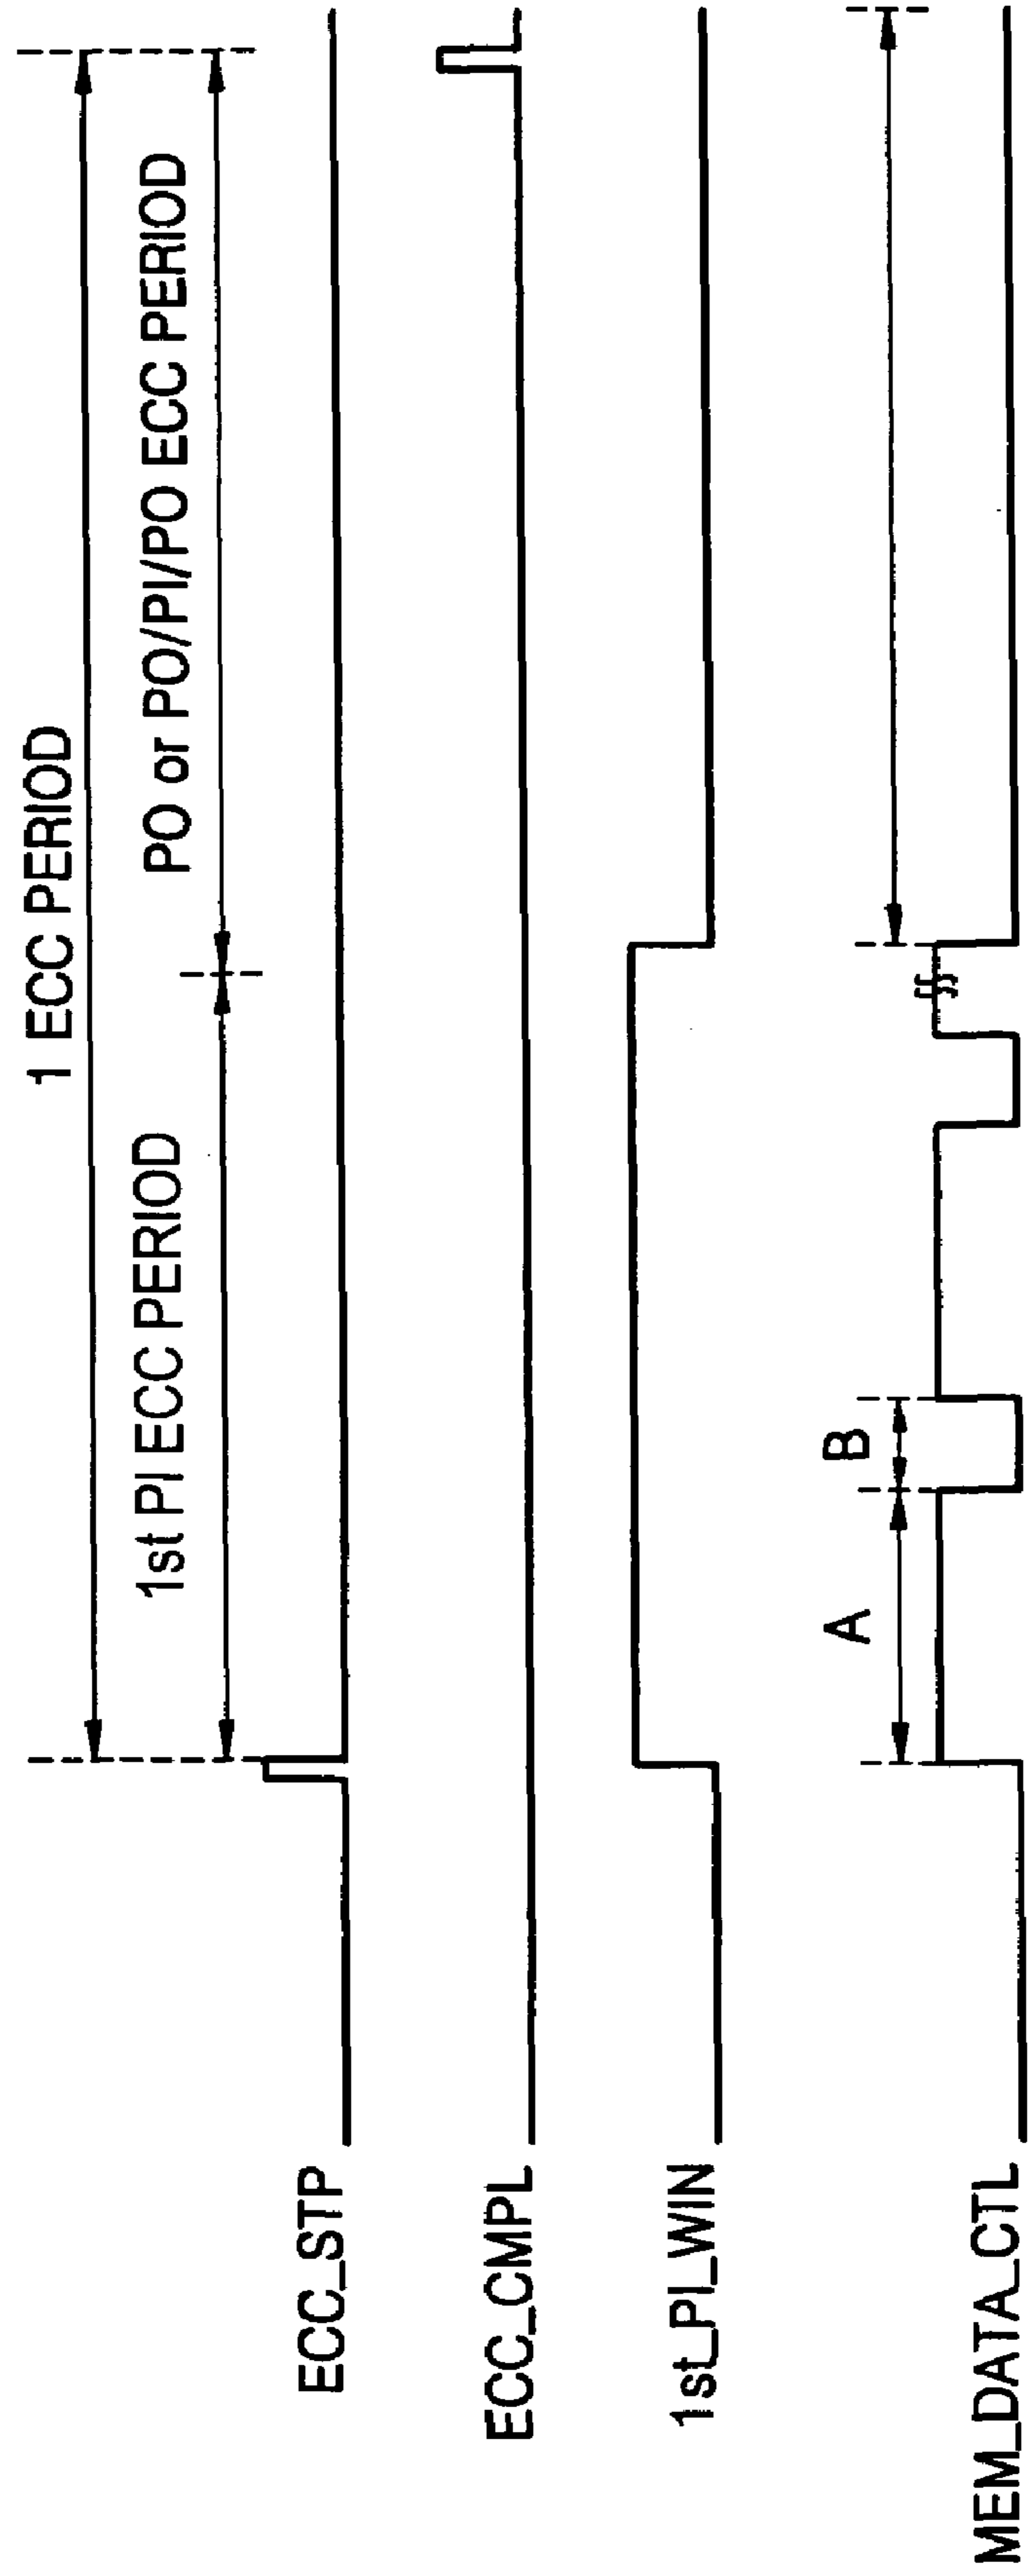 1 ECC PERIOD
1st PI ECC PERIOD
PO or PO/PI/PO ECC PERIOD
ECC_STP
ECC_CMPL
1st_PI_WIN
A
B
MEM_DATA_CTL